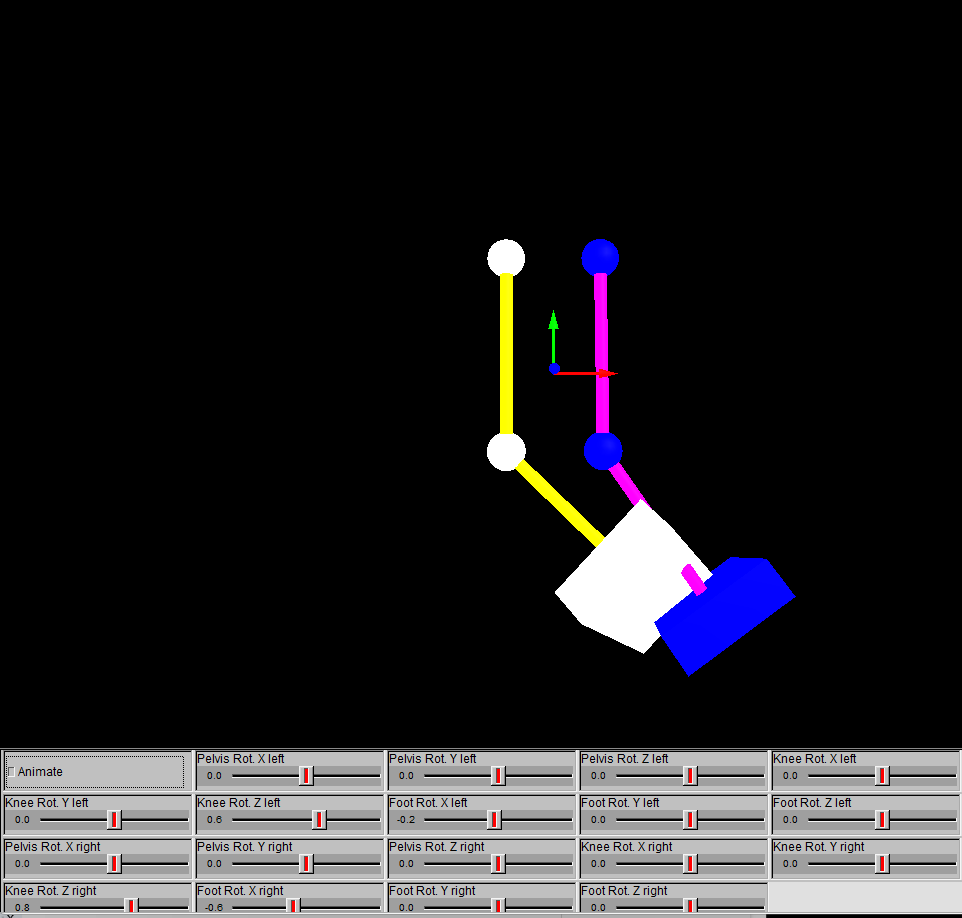 Animate
Pelvis Rot. X left
0.0
Pelvis Rot. Y left
0.0
Pelvis Rot. Z left
0.0
Knee Rot. X left
0.0
Knee Rot. Y left
0.0
Knee Rot. Z left
0.6
Foot Rot. X left
-0.2
Foot Rot. Y left
0.0
Foot Rot. Z left
0.0
Pelvis Rot. X right
0.0
Pelvis Rot. Y right
0.0
Pelvis Rot. Z right
0.0
Knee Rot. X right
0.0
Knee Rot. Y right
0.0
Knee Rot. Z right
0.8
Foot Rot. X right
-0.6
Foot Rot. Y right
0.0
Foot Rot. Z right
0.0